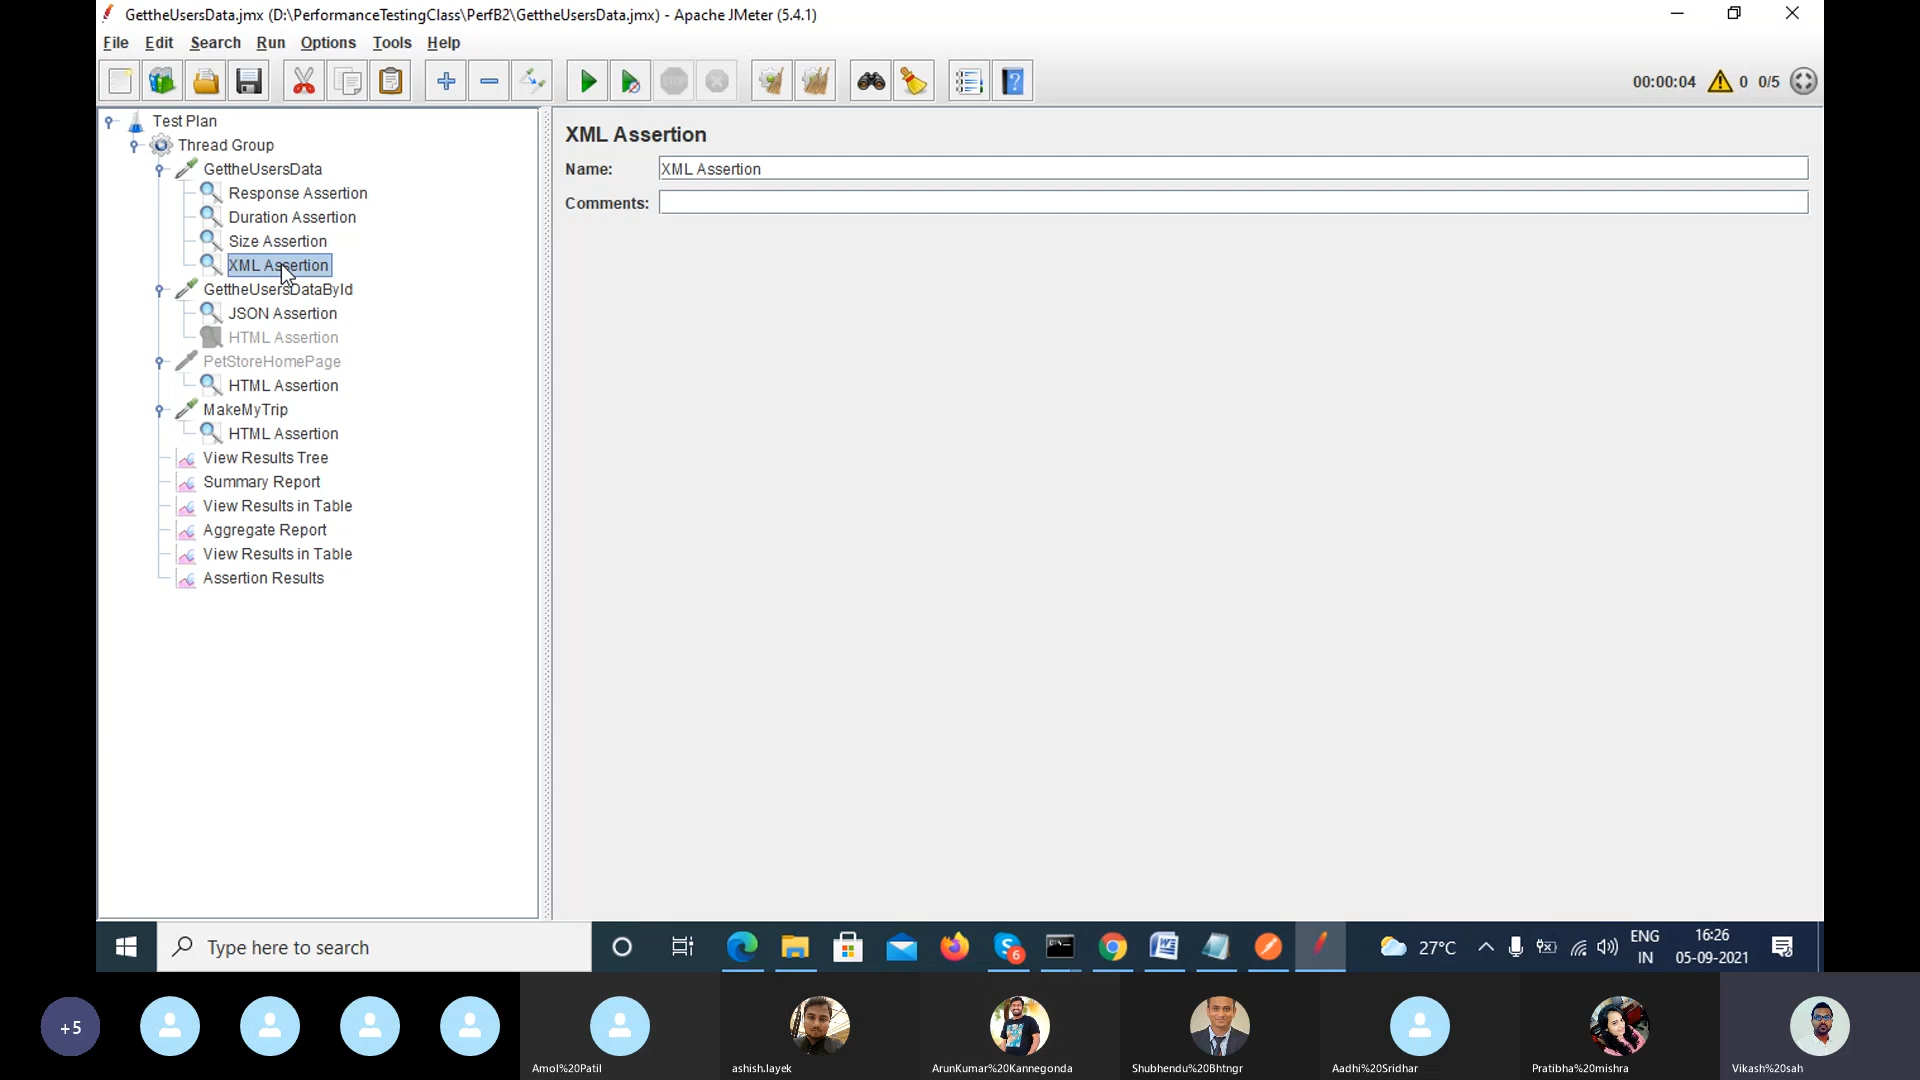 GettheUsersData.jmx (D:\PerformanceTestingClass\PerfB2\GettheUsersData.jmx) - Apache JMeter (5.4.1)
File Edit Search Run Options Tools Help
STOP
00:00:04 0 0/5
Test Plan
Thread Group
GettheUsersData
Response Assertion
Duration Assertion
Size Assertion
XML Assertion
GettheUsersDataById
JSON Assertion
HTML Assertion
PetStoreHomePage
HTML Assertion
MakeMyTrip
HTML Assertion
View Results Tree
Summary Report
View Results in Table
Aggregate Report
View Results in Table
Assertion Results
XML Assertion
Name: XML Assertion
Comments:
Type here to search
6
27°C
ENG
IN
16:26
05-09-2021
+5
Amol%20Patil
ashish.layek
ArunKumar%20Kannegonda
Shubhendu%20Bhtngr
Aadhi%20Sridhar
Pratibha%20mishra
Vikash%20sah